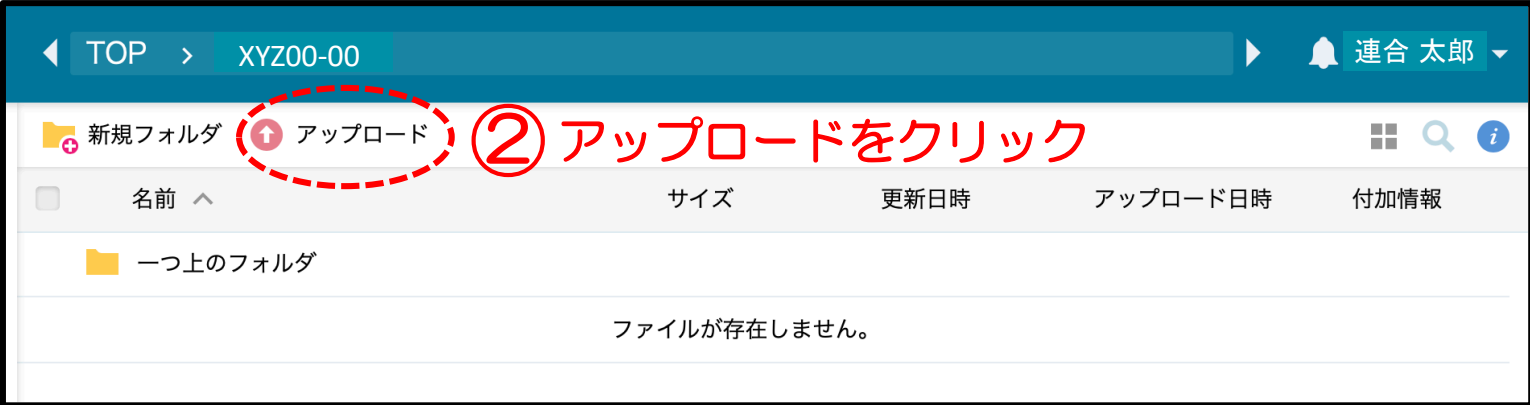 TOP > XYZ00-00 連合 太郎
新規フォルダ アップロード ②アップロードをクリック
名前 サイズ 更新日時 アップロード日時 付加情報
一つ上のフォルダ
ファイルが存在しません。